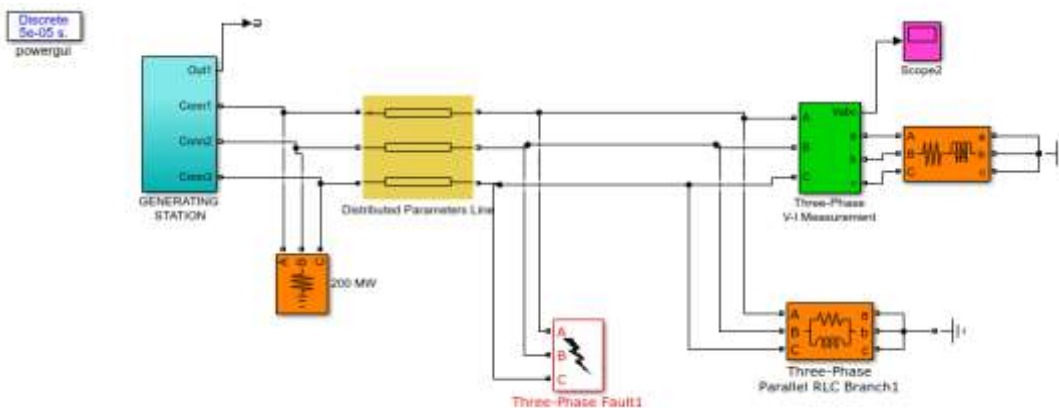 Discrete
5e-05 s.
powergui
Out1
Conn1
Conn2
Conn3
GENERATING
STATION
A B C
200 MW
Distributed Parameters Line
A
B
C
Three-Phase Fault1
Scope2
Vabc
A
B
C
a
b
c
Three-Phase
V-I Measurement
A
B
C
a
b
c
A
B
C
a
b
c
Three-Phase
Parallel RLC Branch1